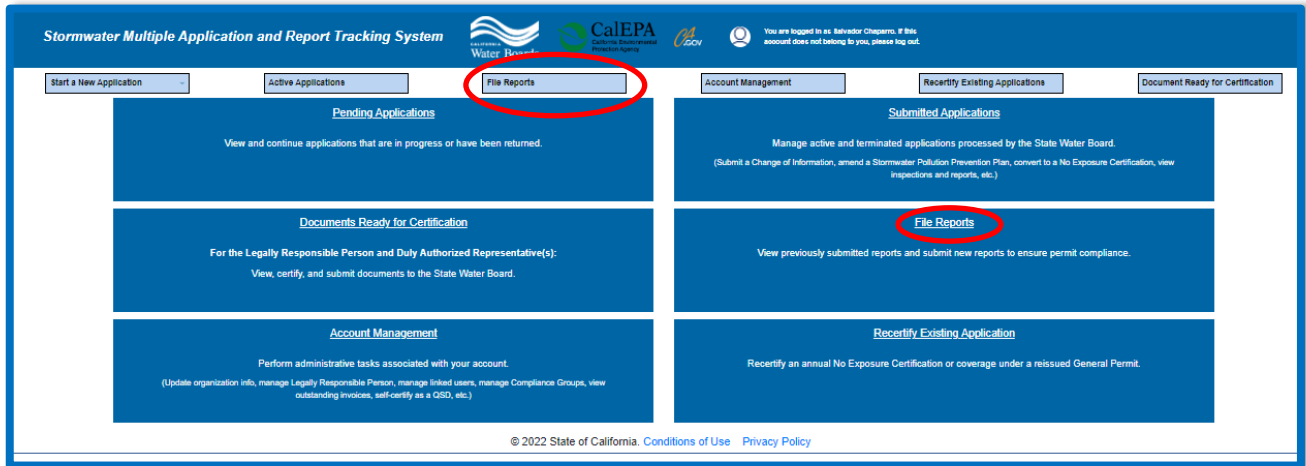 Stormwater Multiple Application and Report Tracking System
CALIFORNIA
Water Boards
CalEPA
California Environmental
Protection Agency
CA.GOV
You are logged in as Salvador Chaparro. If this
account does not belong to you, please log out.
Start a New Application
Active Applications
File Reports
Account Management
Recertify Existing Applications
Document Ready for Certification
Pending Applications
View and continue applications that are in progress or have been returned.
Submitted Applications
Manage active and terminated applications processed by the State Water Board.
(Submit a Change of Information, amend a Stormwater Pollution Prevention Plan, convert to a No Exposure Certification, view
inspections and reports, etc.)
Documents Ready for Certification
For the Legally Responsible Person and Duly Authorized Representative(s):
View, certify, and submit documents to the State Water Board.
File Reports
View previously submitted reports and submit new reports to ensure permit compliance.
Account Management
Perform administrative tasks associated with your account.
(Update organization info, manage Legally Responsible Person, manage linked users, manage Compliance Groups, view
outstanding invoices, self-certify as a QSD, etc.)
Recertify Existing Application
Recertify an annual No Exposure Certification or coverage under a reissued General Permit.
© 2022 State of California. Conditions of Use Privacy Policy